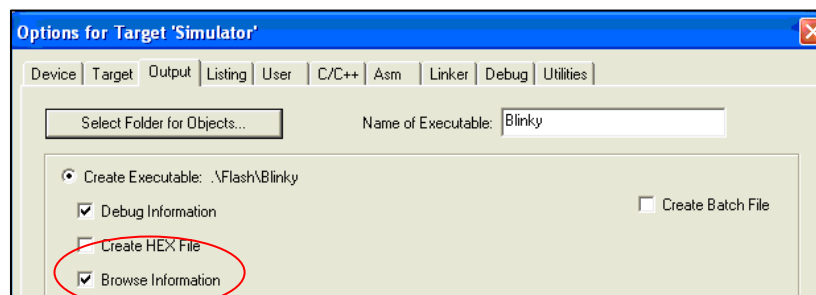 Options for Target 'Simulator'
Device Target Output Listing User C/C++ Asm Linker Debug Utilities
Select Folder for Objects... Name of Executable: Blinky
Create Executable: .\Flash\Blinky
Debug Information Create Batch File
Create HEX File
Browse Information